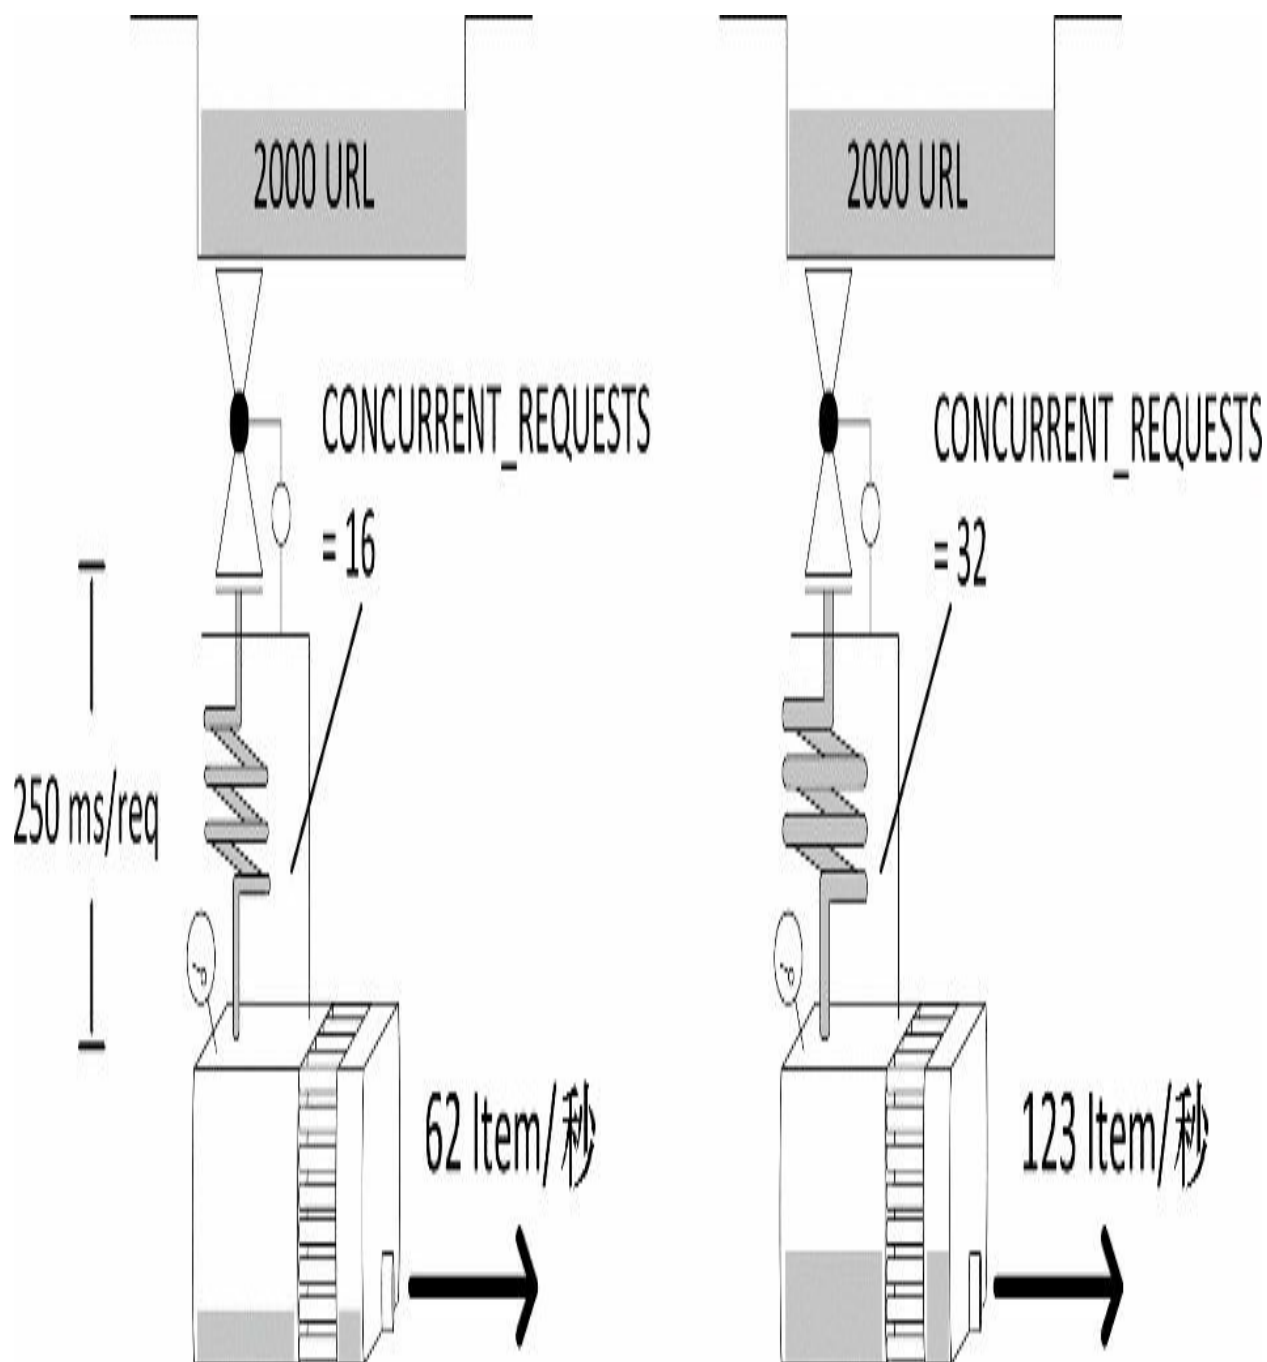 2000 URL
CONCURRENT_REQUESTS
= 16
250 ms/req
62 Item/秒
2000 URL
CONCURRENT_REQUESTS
= 32
123 Item/秒